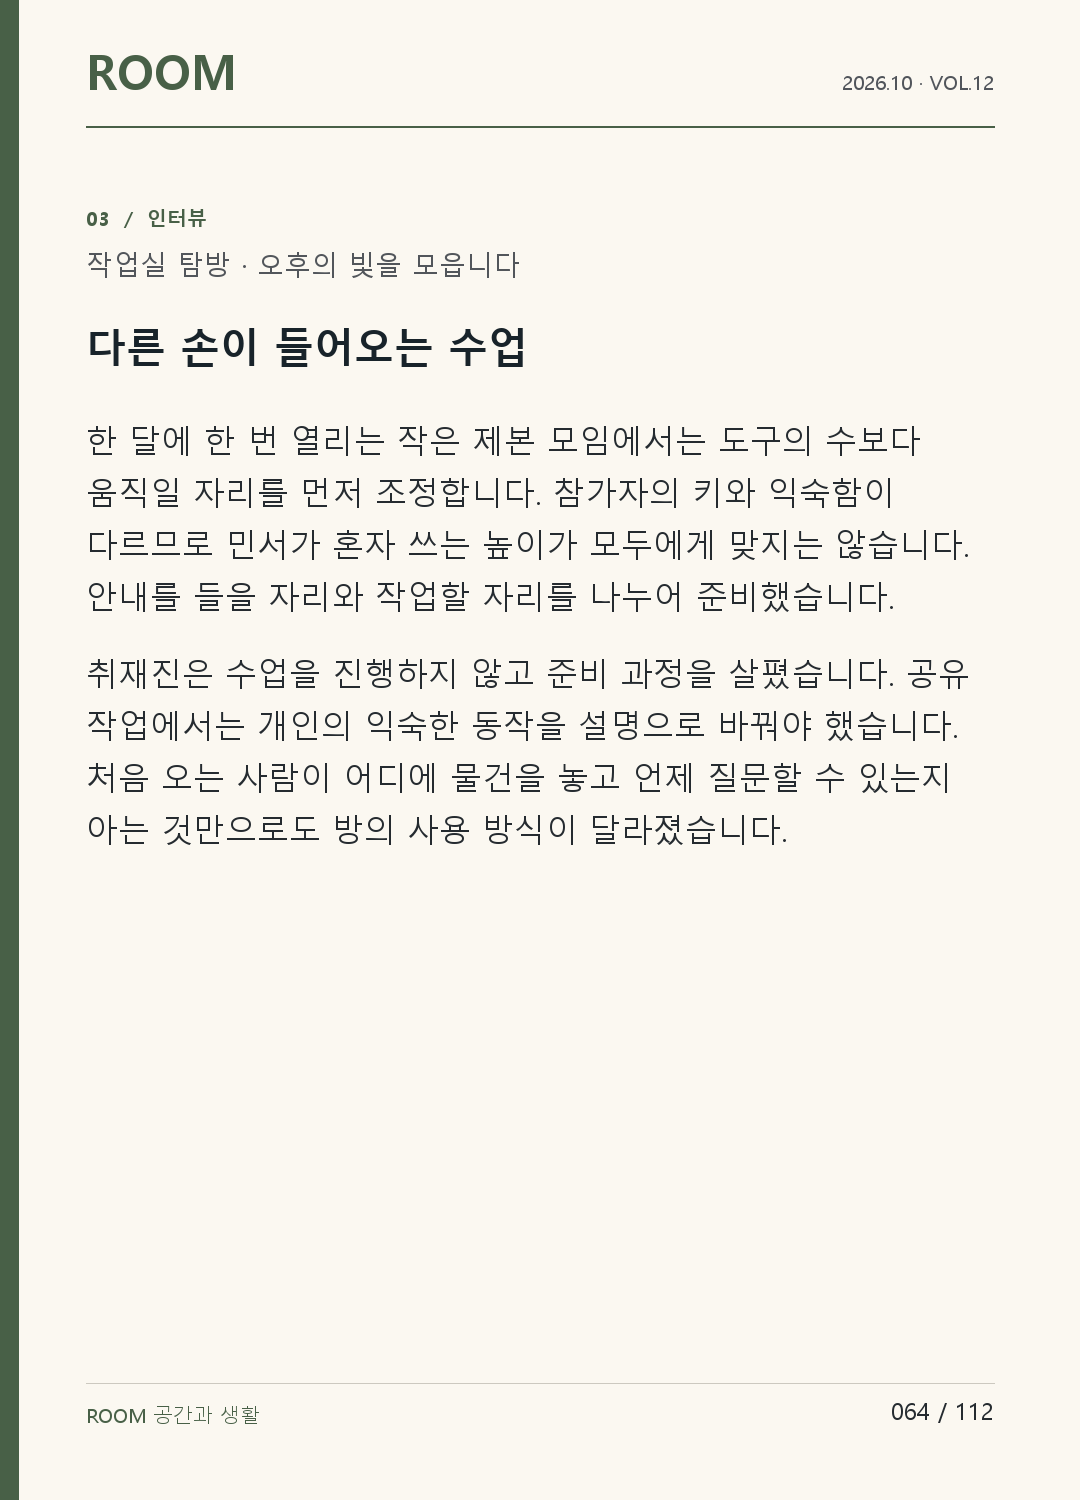 ROOM
2026.10 · VOL.12
03 / 인터뷰
작업실 탐방 · 오후의 빛을 모읍니다
다른 손이 들어오는 수업
한 달에 한 번 열리는 작은 제본 모임에서는 도구의 수보다
움직일 자리를 먼저 조정합니다. 참가자의 키와 익숙함이
다르므로 민서가 혼자 쓰는 높이가 모두에게 맞지는 않습니다.
안내를 들을 자리와 작업할 자리를 나누어 준비했습니다.
취재진은 수업을 진행하지 않고 준비 과정을 살폈습니다. 공유
작업에서는 개인의 익숙한 동작을 설명으로 바꿔야 했습니다.
처음 오는 사람이 어디에 물건을 놓고 언제 질문할 수 있는지
아는 것만으로도 방의 사용 방식이 달라졌습니다.
ROOM 공간과 생활
064 / 112